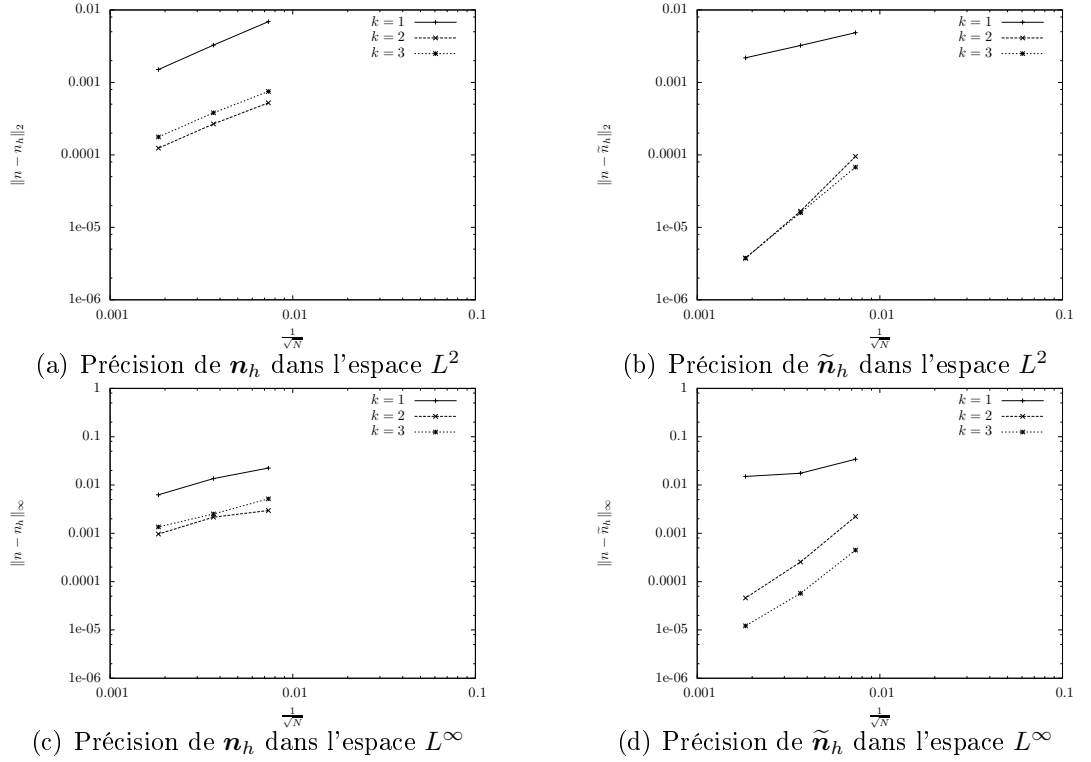 0.01
0.001
0.0001
1e-05
1e-06
0.001 0.01 0.1
‖n − n_h‖_2
1/√N
k = 1
k = 2
k = 3
(a) Précision de n_h dans l'espace L^2
0.01
0.001
0.0001
1e-05
1e-06
0.001 0.01 0.1
‖n − ñ_h‖_2
1/√N
k = 1
k = 2
k = 3
(b) Précision de ñ_h dans l'espace L^2
1
0.1
0.01
0.001
0.0001
1e-05
1e-06
0.001 0.01 0.1
‖n − n_h‖_∞
1/√N
k = 1
k = 2
k = 3
(c) Précision de n_h dans l'espace L^∞
1
0.1
0.01
0.001
0.0001
1e-05
1e-06
0.001 0.01 0.1
‖n − ñ_h‖_∞
1/√N
k = 1
k = 2
k = 3
(d) Précision de ñ_h dans l'espace L^∞